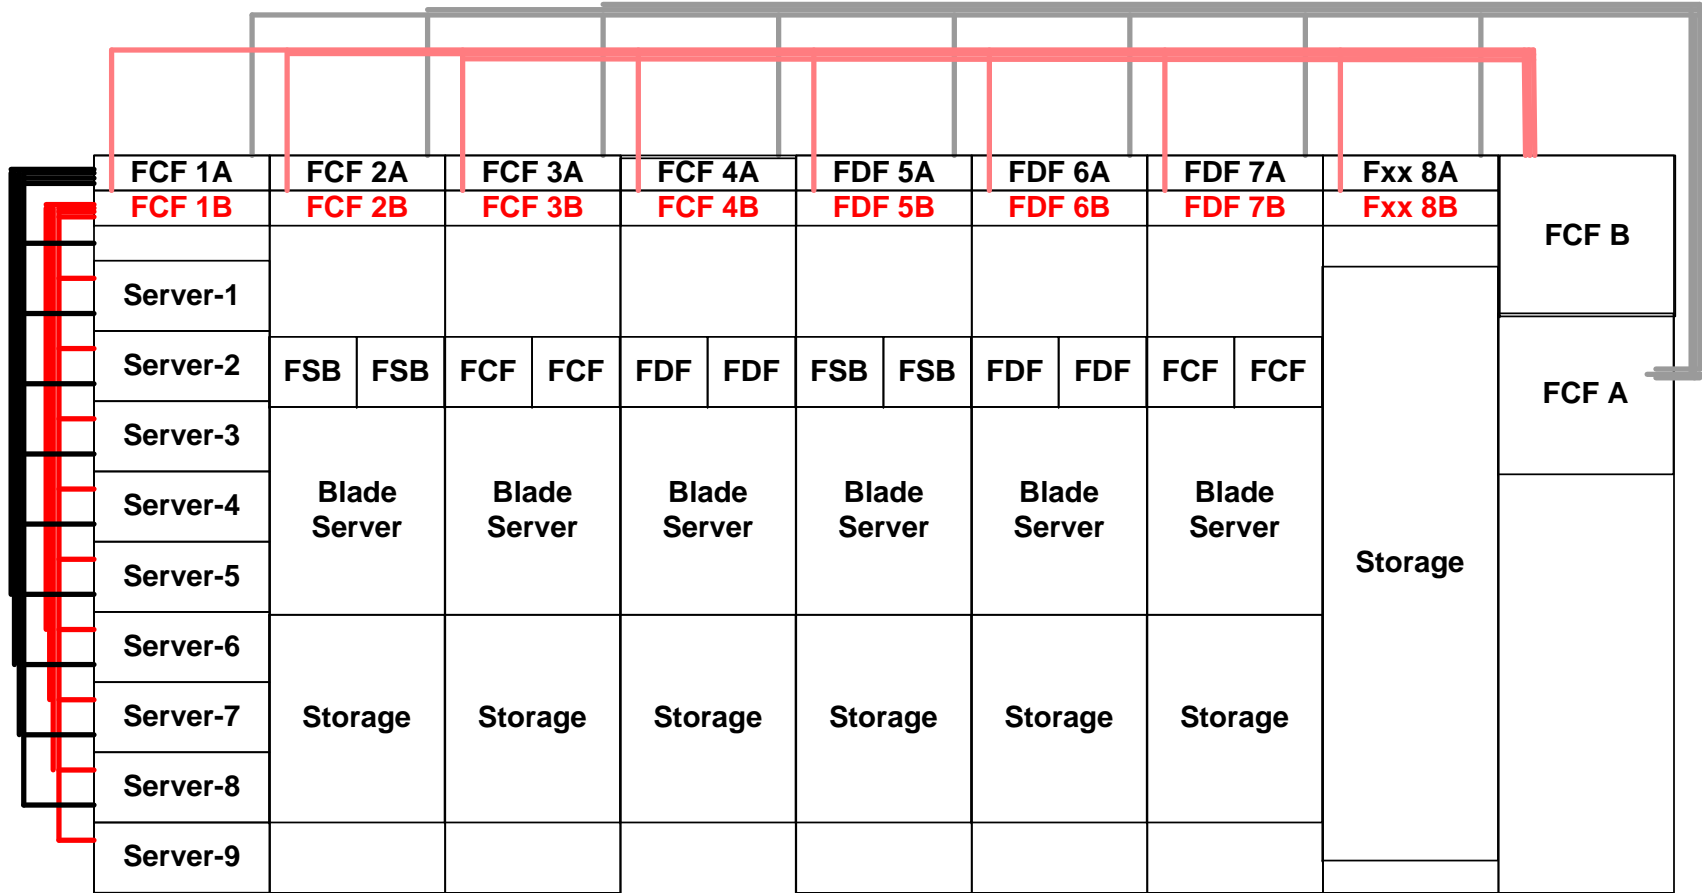 FCF 1A FCF 2A FCF 3A FCF 4A FDF 5A FDF 6A FDF 7A Fxx 8A
FCF 1B FCF 2B FCF 3B FCF 4B FDF 5B FDF 6B FDF 7B Fxx 8B
FCF B
Server-1
Server-2 FSB FSB FCF FCF FDF FDF FSB FSB FDF FDF FCF FCF
FCF A
Server-3
Blade Blade Blade Blade Blade Blade
Server-4
Server Server Server Server Server Server
Storage
Server-5
Server-6
Server-7 Storage Storage Storage Storage Storage Storage
Server-8
Server-9